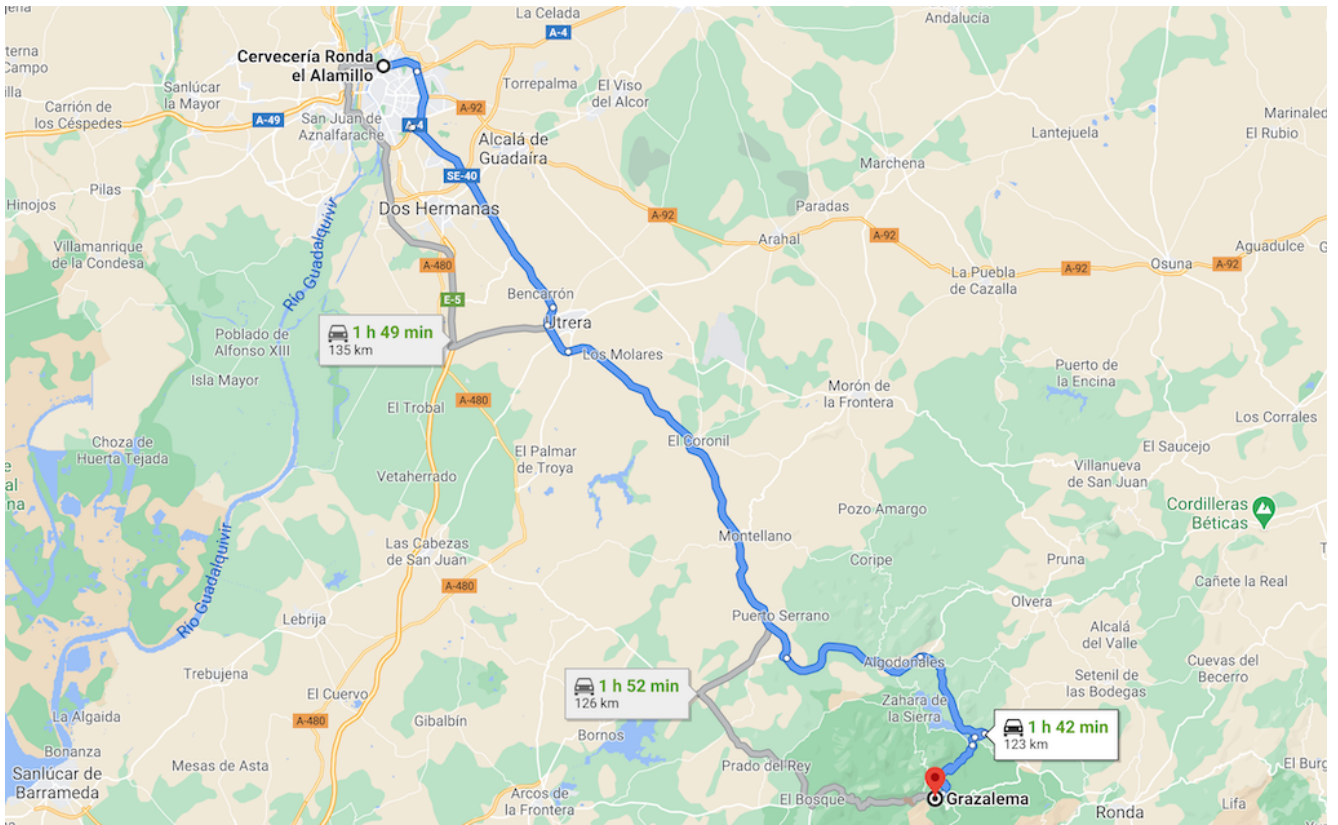 La Celada
Andalucía
A-4
Cervecería Ronda
el Alamillo
Sanlúcar
la Mayor
Torrepalma
El Viso
del Alcor
Carrión de
los Céspedes
A-49
San Juan de
Aznalfarache
A-92
A-4
Alcalá de
Guadaíra
Lantejuela
El Rubio
Marchena
SE-40
Pilas
Hinojos
Dos Hermanas
A-92
Paradas
Arahal
A-92
Villamanrique
de la Condesa
Río Guadalquivir
A-480
E-5
Aguadulce
Osuna
A-92
A-92
La Puebla
de Cazalla
Bencarrón
Utrera
1 h 49 min
135 km
Poblado de
Alfonso XIII
Isla Mayor
Los Molares
Puerto de
la Encina
Morón de
la Frontera
El Trobal
A-480
Los Corrales
Choza de
Huerta Tejada
El Coronil
El Saucejo
El Palmar
de Troya
Vetaherrado
Villanueva
de San Juan
Cordilleras
Béticas
Pozo Amargo
Río Guadalquivir
Las Cabezas
de San Juan
Montellano
Coripe
Pruna
A-480
Cañete la Real
Olvera
Lebrija
Puerto Serrano
Alcalá
del Valle
Trebujena
Algodonales
Cuevas del
Becerro
Setenil de
las Bodegas
1 h 52 min
126 km
El Cuervo
Zahara de
la Sierra
La Algaida
A-480
Gibalbín
Bornos
1 h 42 min
123 km
Bonanza
Mesas de Asta
Prado del Rey
Sanlúcar de
Barrameda
Arcos de
la Frontera
El Bosque
Grazalema
Ronda
Lifa